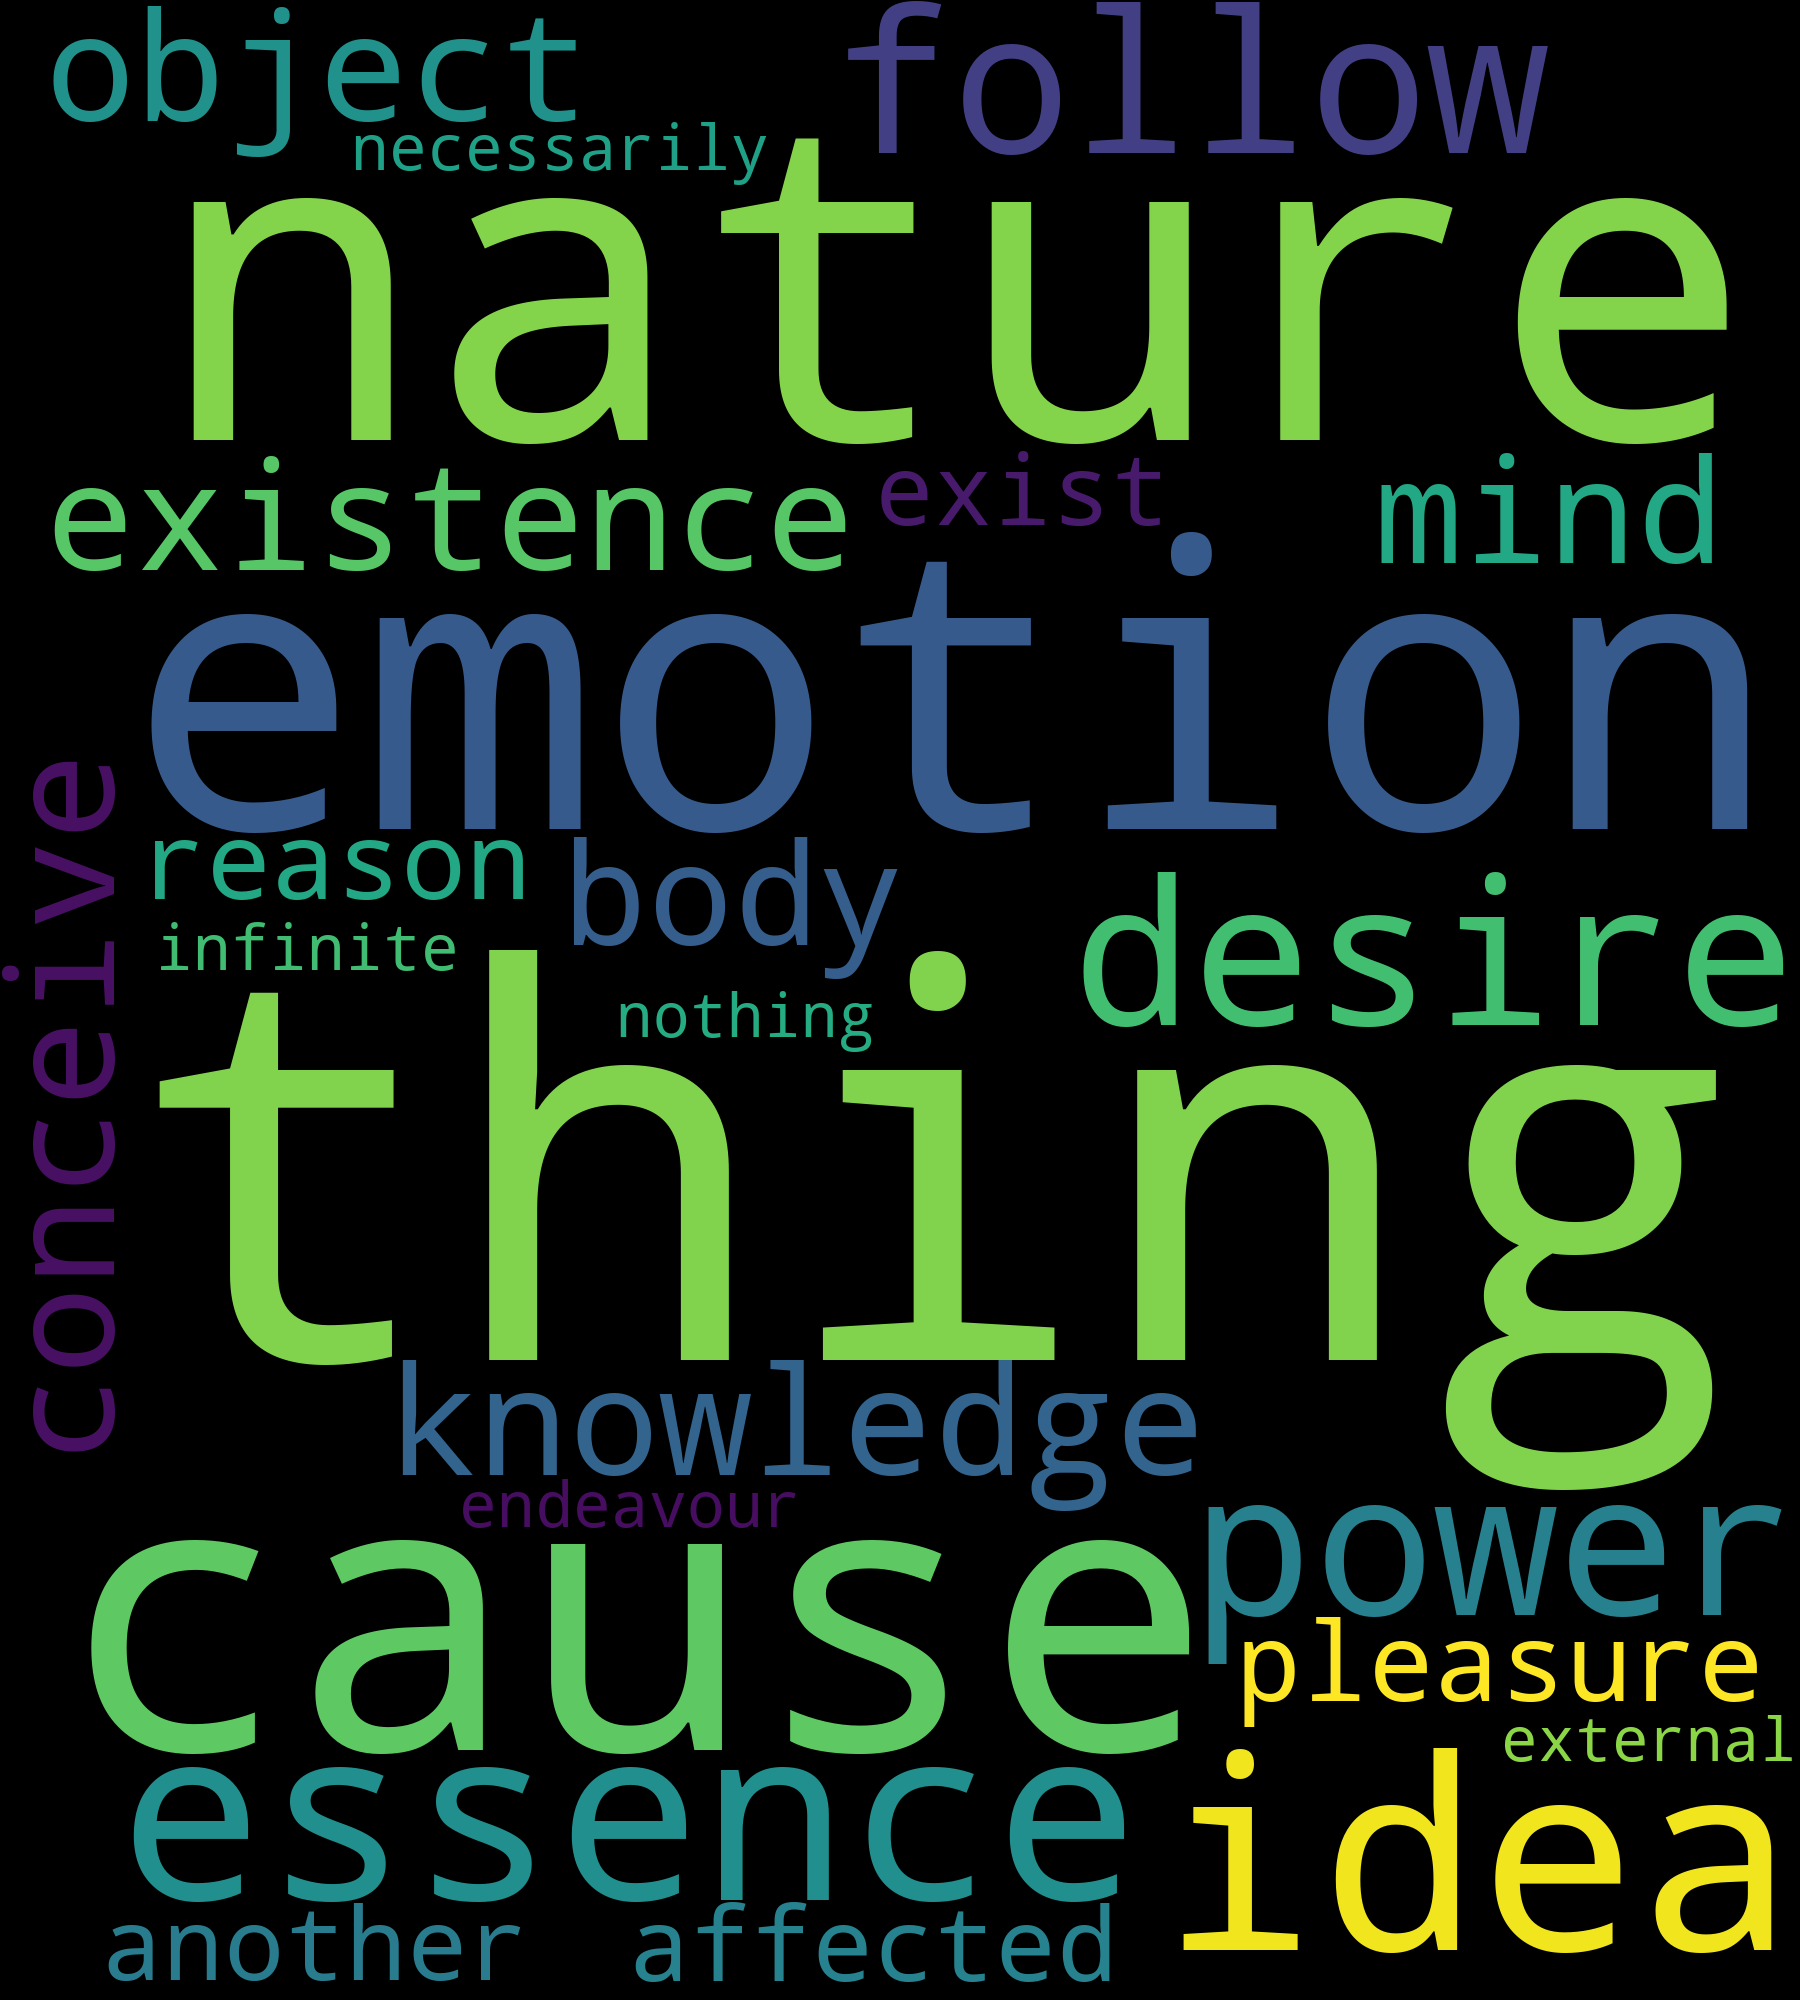 object
follow
necessarily
nature
existence
exist
mind
emotion
conceive
reason
body
desire
infinite
nothing
thing
knowledge
endeavour
power
cause
pleasure
external
essence
idea
another
affected